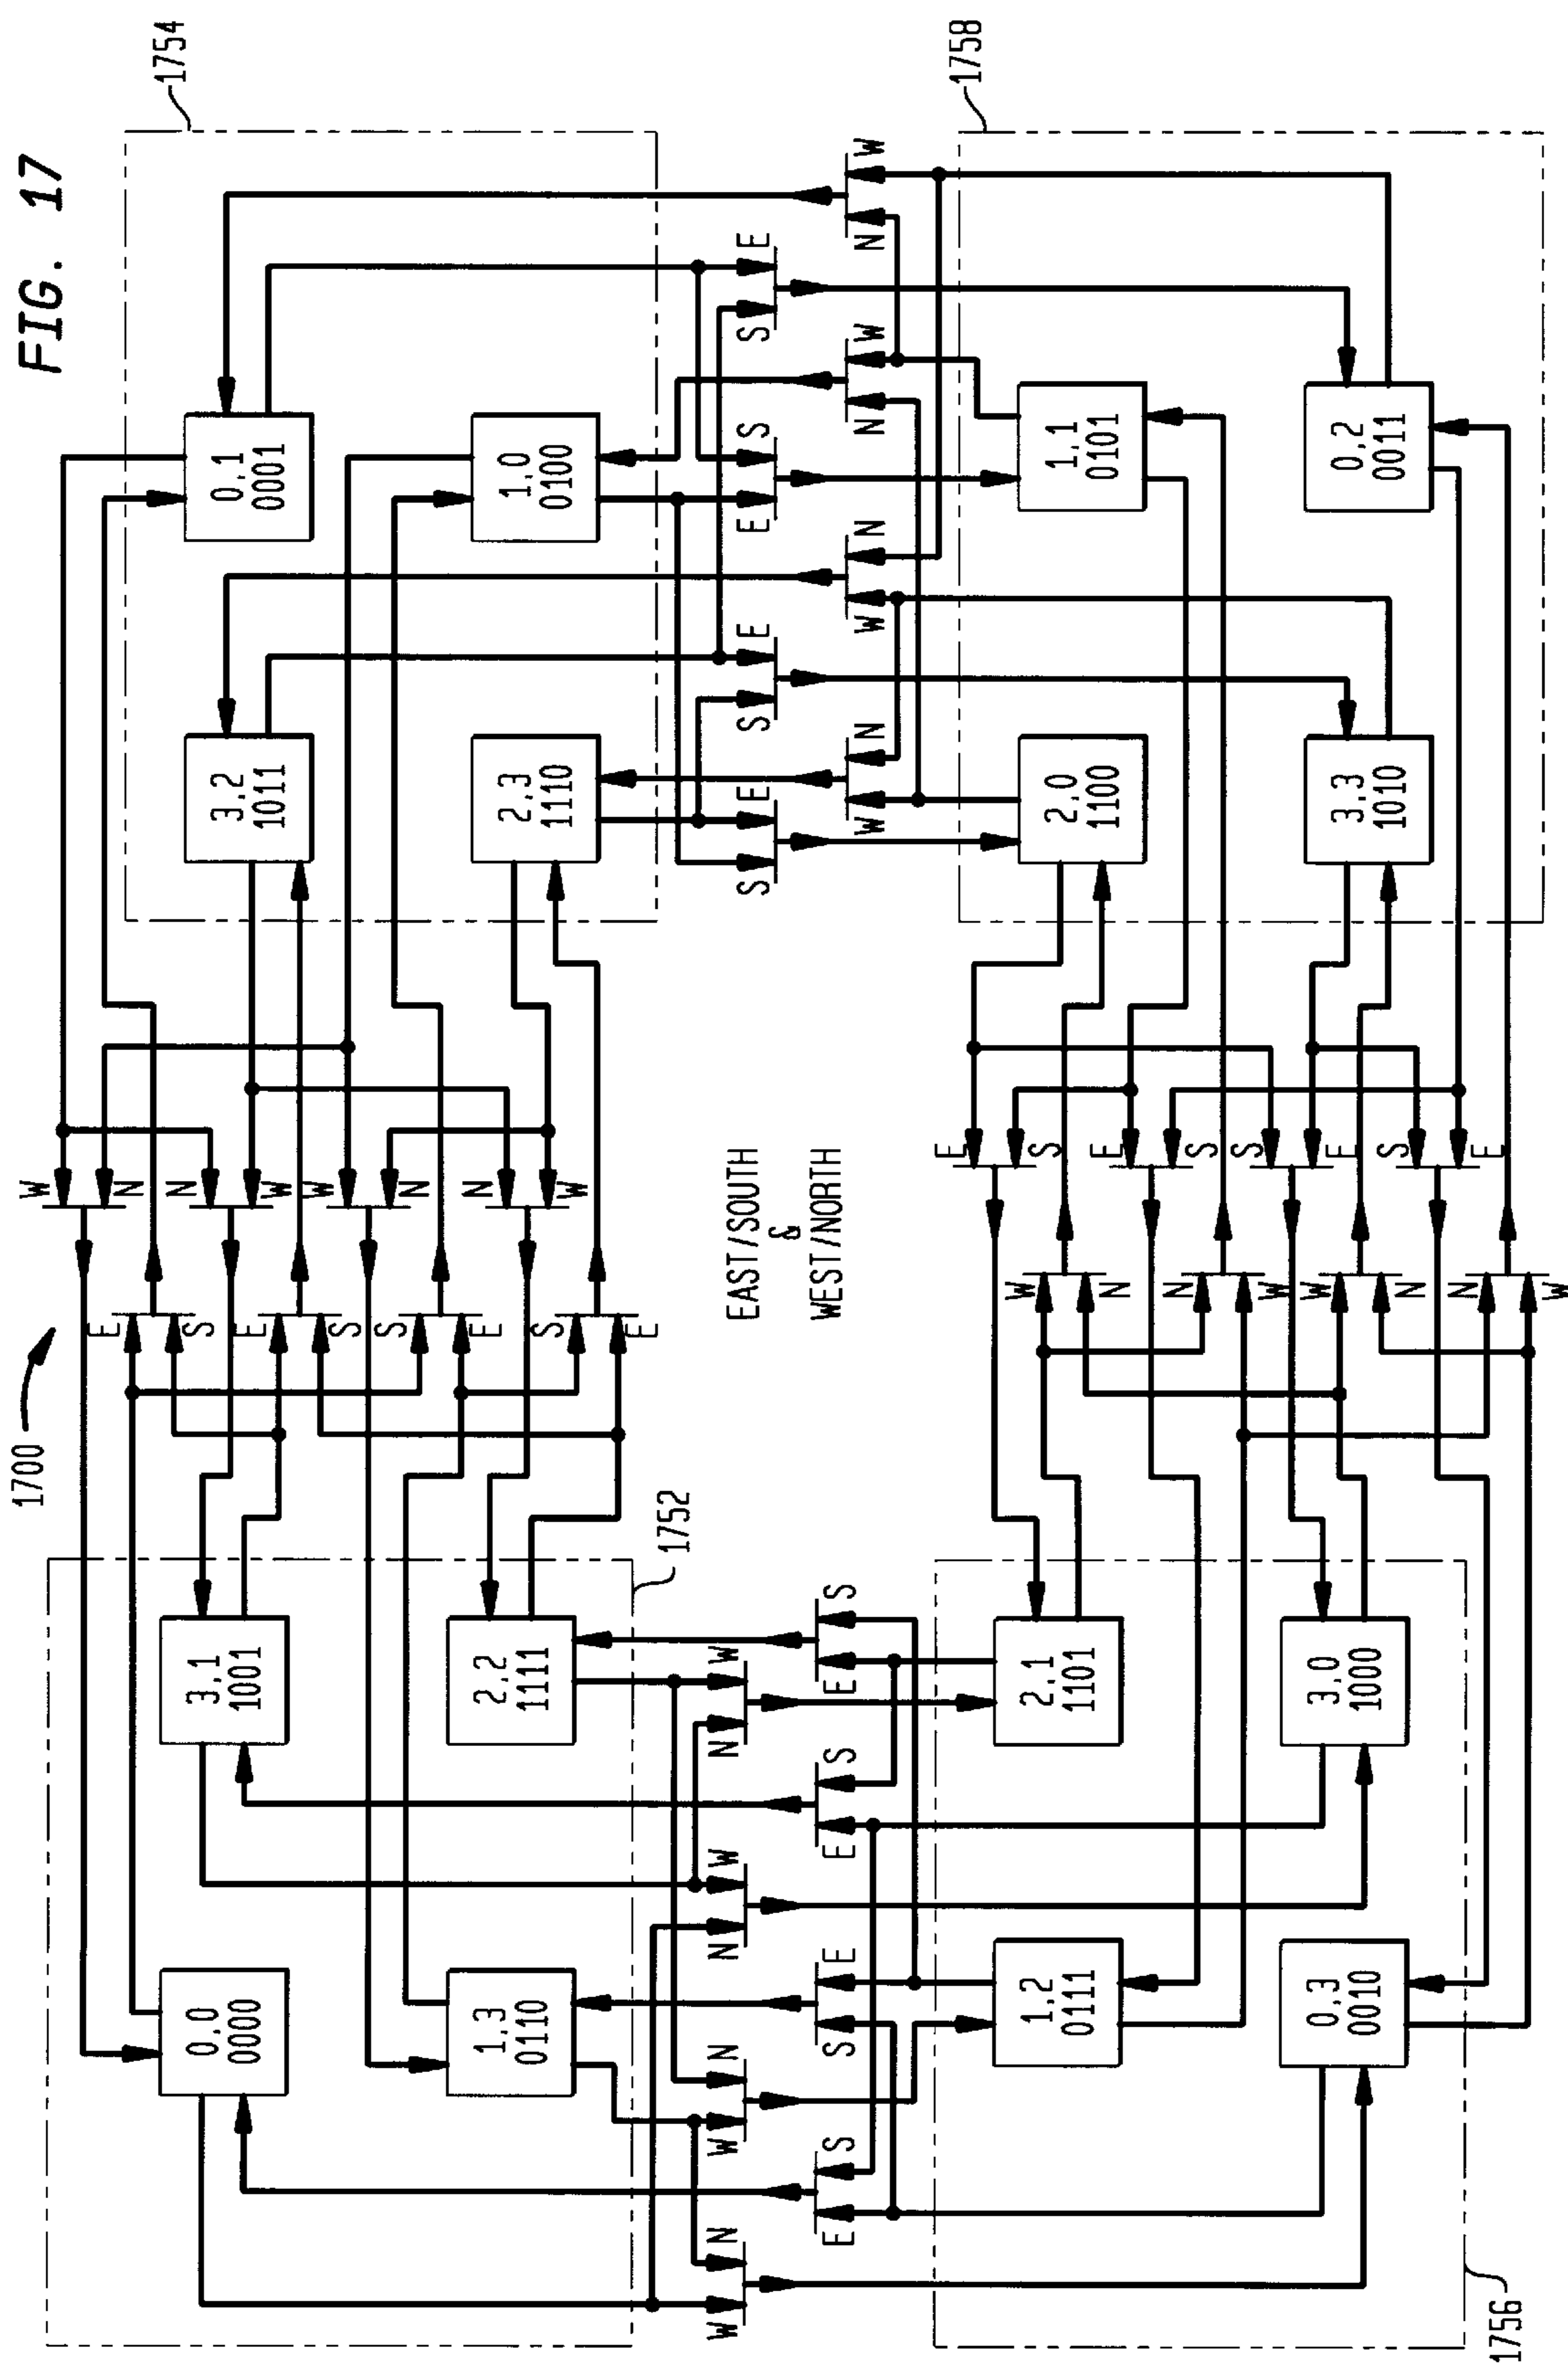 FIG. 17
1700
W
E
N
1754
N
S
0,0
0000
3,1
1001
3,2
1011
0,1
0001
E
W
W
S
S
N
N
E
1,3
0110
2,2
1111
2,3
1110
1,0
0100
S
W
E
1752
W N W N N W N W
S E S E E S S E
EAST/SOUTH
&
WEST/NORTH
E S S E E S E S
W N W N N W N W
E
1758
W
1,2
0111
2,1
1101
2,0
1100
1,1
0101
S
E
N
N
S
S
W
W
E
0,3
0010
3,0
1000
3,3
1010
0,2
0011
S
N
N
E
1756
W